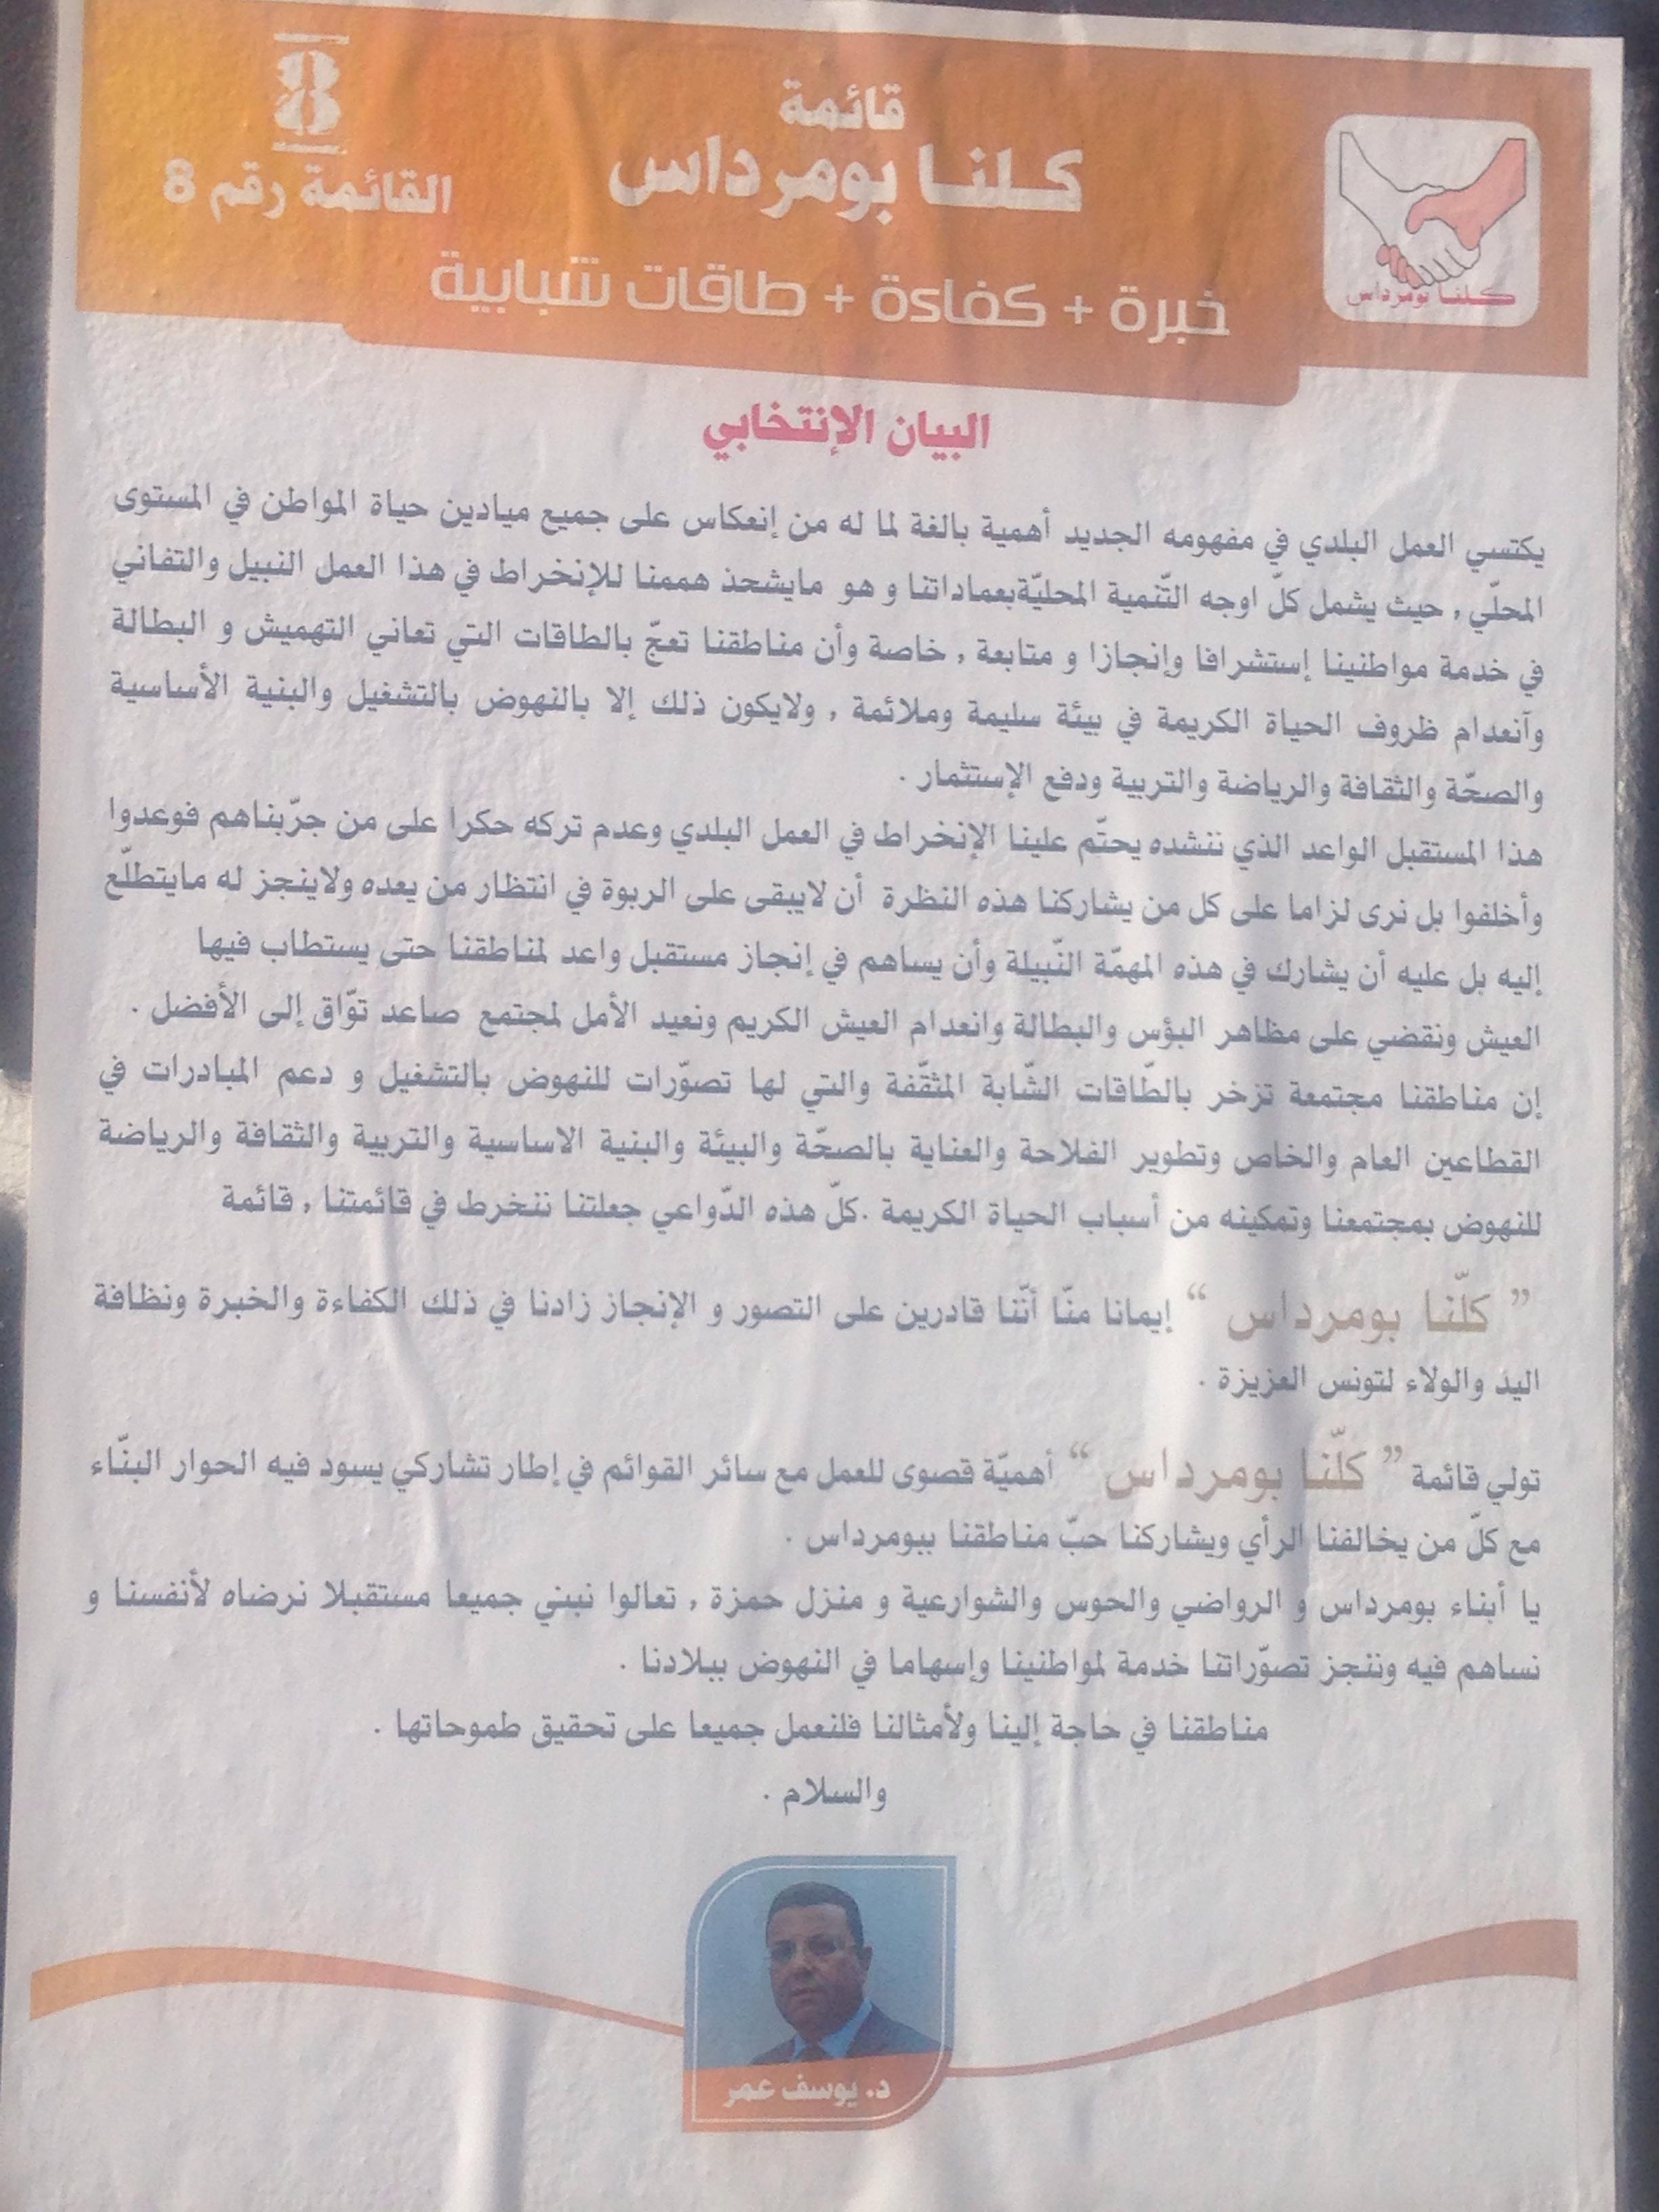 8
القائمة رقم 8
قائمة
كلنا بومرداس
خبرة + كفاءة + طاقات شبابية
كلنا بومرداس
البيان الإنتخابي
يكتسي العمل البلدي في مفهومه الجديد أهمية بالغة لما له من إنعكاس على جميع ميادين حياة المواطن في المستوى
المحلّي , حيث يشمل كلّ اوجه التّنمية المحليّةبعماداتنا و هو مايشحذ هممنا للإنخراط في هذا العمل النبيل والتفاني
في خدمة مواطنينا إستشرافا وإنجازا و متابعة , خاصة وأن مناطقنا تعجّ بالطاقات التي تعاني التهميش و البطالة
وآنعدام ظروف الحياة الكريمة في بيئة سليمة وملائمة , ولايكون ذلك إلا بالنهوض بالتشغيل والبنية الأساسية
والصحّة والثقافة والرياضة والتربية ودفع الإستثمار .
هذا المستقبل الواعد الذي ننشده يحتّم علينا الإنخراط في العمل البلدي وعدم تركه حكرا على من جرّبناهم فوعدوا
وأخلفوا بل نرى لزاما على كل من يشاركنا هذه النظرة أن لايبقى على الربوة في انتظار من يعده ولاينجز له مايتطلّع
إليه بل عليه أن يشارك في هذه المهمّة النّبيلة وأن يساهم في إنجاز مستقبل واعد لمناطقنا حتى يستطاب فيها
العيش ونقضي على مظاهر البؤس والبطالة وانعدام العيش الكريم ونعيد الأمل لمجتمع صاعد توّاق إلى الأفضل .
إن مناطقنا مجتمعة تزخر بالطّاقات الشّابة المثقّفة والتي لها تصوّرات للنهوض بالتشغيل و دعم المبادرات في
القطاعين العام والخاص وتطوير الفلاحة والعناية بالصحّة والبيئة والبنية الاساسية والتربية والثقافة والرياضة
للنهوض بمجتمعنا وتمكينه من أسباب الحياة الكريمة .كلّ هذه الدّواعي جعلتنا ننخرط في قائمتنا , قائمة
” كلّنا بومرداس “ إيمانا منّا أنّنا قادرين على التصور و الإنجاز زادنا في ذلك الكفاءة والخبرة ونظافة
اليد والولاء لتونس العزيزة .
تولي قائمة ” كلّنا بومرداس “ أهميّة قصوى للعمل مع سائر القوائم في إطار تشاركي يسود فيه الحوار البنّاء
مع كلّ من يخالفنا الرأي ويشاركنا حبّ مناطقنا ببومرداس .
يا أبناء بومرداس و الرواضي والحوس والشوارعية و منزل حمزة , تعالوا نبني جميعا مستقبلا نرضاه لأنفسنا و
نساهم فيه وننجز تصوّراتنا خدمة لمواطنينا وإسهاما في النهوض ببلادنا .
مناطقنا في حاجة إلينا ولأمثالنا فلنعمل جميعا على تحقيق طموحاتها .
والسلام .
د. يوسف عمر